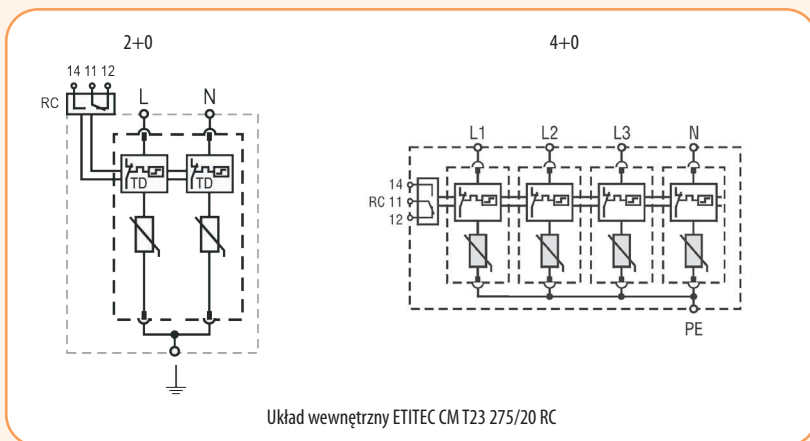 2+0
4+0
14 11 12
RC
L
N
TD
TD
L1
L2
L3
N
14
RC 11
12
PE
Układ wewnętrzny ETITEC CM T23 275/20 RC